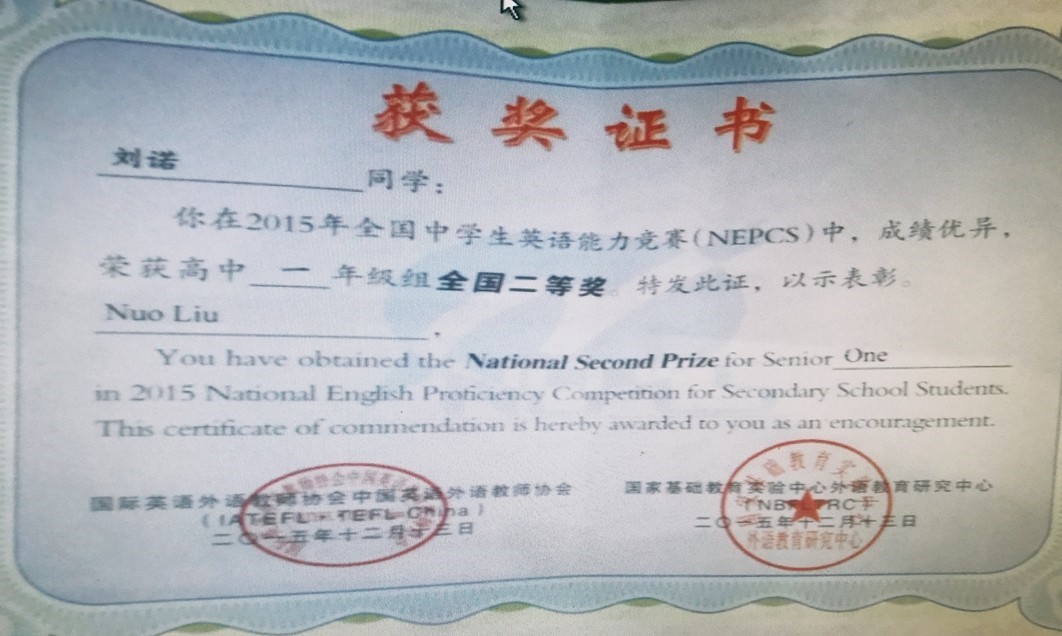 获奖证书
刘诺 同学：
你在2015年全国中学生英语能力竞赛(NEPCS)中，成绩优异，
荣获高中 一 年级组全国二等奖。特发此证，以示表彰。
Nuo Liu ,
You have obtained the National Second Prize for Senior One
in 2015 National English Proficiency Competition for Secondary School Students.
This certificate of commendation is hereby awarded to you as an encouragement.
国际英语外语教师协会中国英语外语教师协会
(IATEFL - TEFL China)
二〇一五年十二月十三日
国家基础教育实验中心外语教育研究中心
二〇一五年十二月十三日
外语教育研究中心